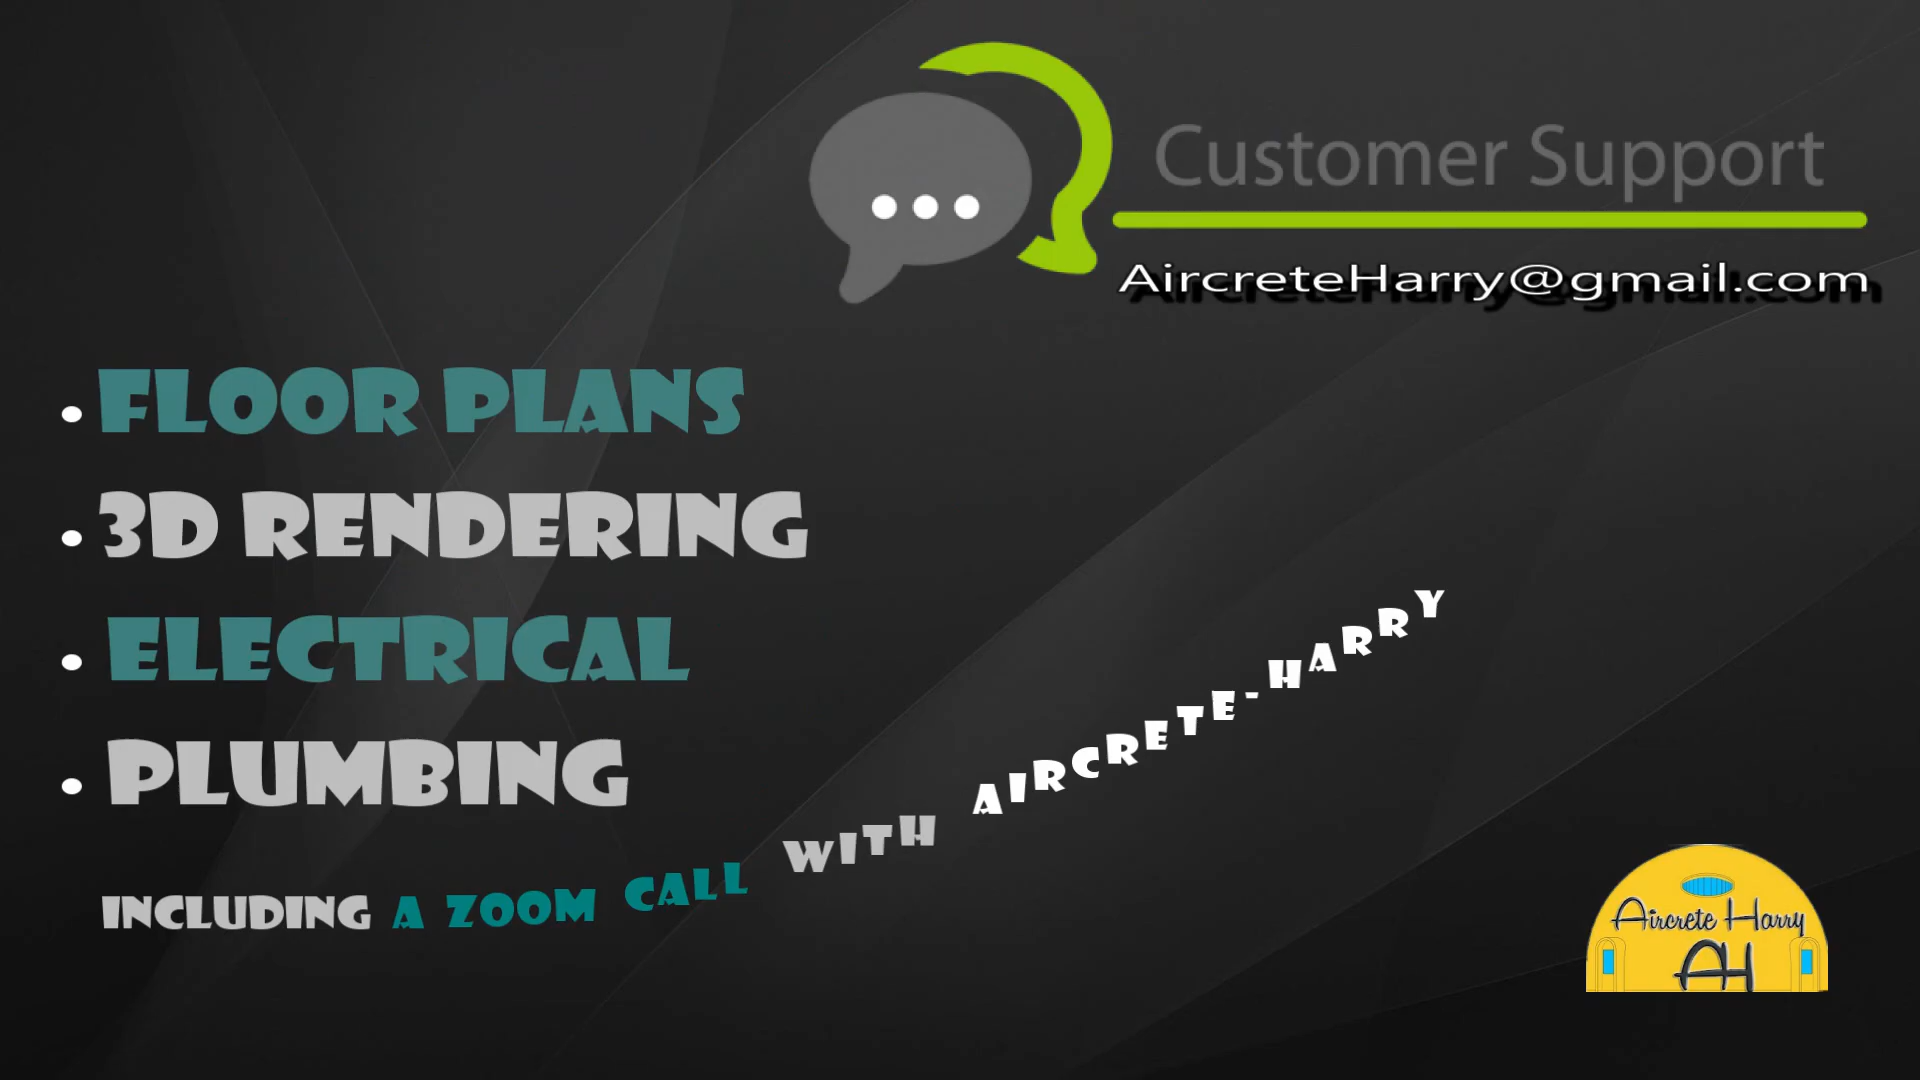 Customer Support
AircreteHarry@gmail.com
• FLOOR PLANS
• 3D RENDERING
• ELECTRICAL
• PLUMBING
INCLUDING A ZOOM CALL WITH AIRCRETE-HARRY
Aircrete Harry
AH